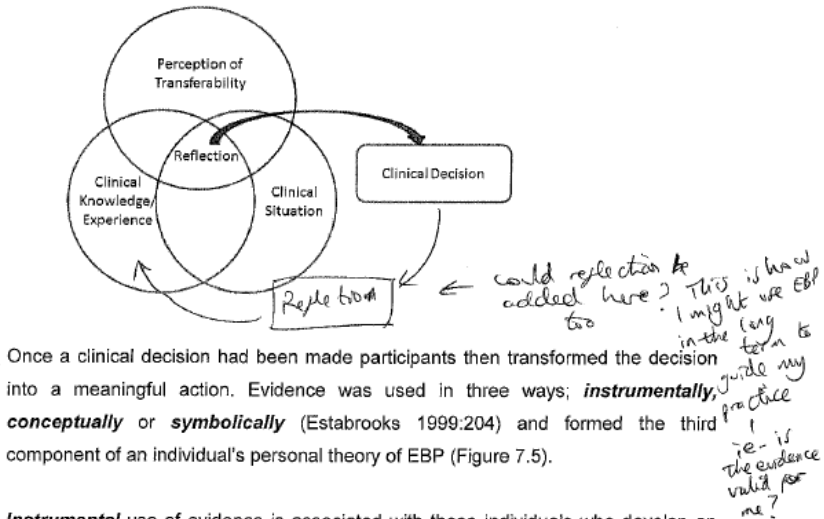 Perception of
Transferability
Reflection
Clinical Decision
Clinical
Knowledge/
Experience
Clinical
Situation
Reflection
← could reflection be
added here?
too
This is how
I might use EBP
in the long
term to
guide my
practice
ie - is
the evidence
valid for
me?
Once a clinical decision had been made participants then transformed the decision
into a meaningful action. Evidence was used in three ways; instrumentally,
conceptually or symbolically (Estabrooks 1999:204) and formed the third
component of an individual's personal theory of EBP (Figure 7.5).
Instrumental use of evidence is associated with those individual's who develop an